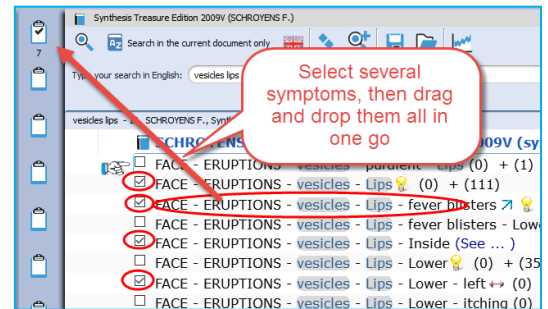 Synthesis Treasure Edition 2009V (SCHROYENS F.)
Search in the current document only
7
your search in English: vesicles lips
Select several
symptoms, then drag
and drop them all in
one go
vesicles lips - SCHROYENS F., Synt
SCHROYENS 009V (sy
FACE - ERUPTIONS - vesicles - purulent - Lips (0) + (1)
FACE - ERUPTIONS - vesicles - Lips (0) + (111)
FACE - ERUPTIONS - vesicles - Lips - fever blisters
FACE - ERUPTIONS - vesicles - Lips - fever blisters - Low
FACE - ERUPTIONS - vesicles - Lips - Inside (See ... )
FACE - ERUPTIONS - vesicles - Lips - Lower (0) + (35
FACE - ERUPTIONS - vesicles - Lips - Lower - left ↔ (0)
FACE - ERUPTIONS - vesicles - Lips - Lower - itching (0)